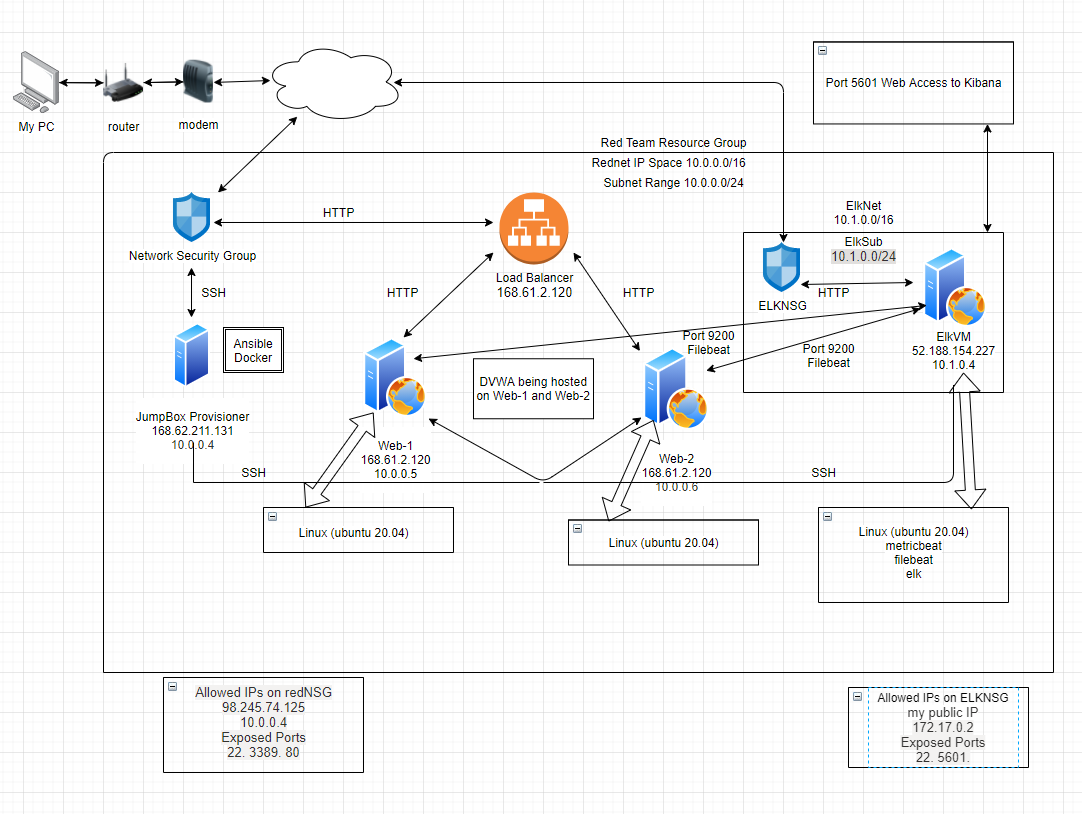 My PC
router
modem
Port 5601 Web Access to Kibana
Red Team Resource Group
Rednet IP Space 10.0.0.0/16
Subnet Range 10.0.0.0/24
HTTP
Network Security Group
Load Balancer
168.61.2.120
ElkNet
10.1.0.0/16
ElkSub
10.1.0.0/24
SSH
HTTP
HTTP
HTTP
ELKNSG
Ansible
Docker
Port 9200
Filebeat
Port 9200
Filebeat
ElkVM
52.188.154.227
10.1.0.4
DVWA being hosted
on Web-1 and Web-2
JumpBox Provisioner
168.62.211.131
10.0.0.4
Web-1
168.61.2.120
10.0.0.5
Web-2
168.61.2.120
10.0.0.6
SSH
SSH
Linux (ubuntu 20.04)
Linux (ubuntu 20.04)
Linux (ubuntu 20.04)
metricbeat
filebeat
elk
Allowed IPs on redNSG
98.245.74.125
10.0.0.4
Exposed Ports
22. 3389. 80
Allowed IPs on ELKNSG
my public IP
172.17.0.2
Exposed Ports
22. 5601.